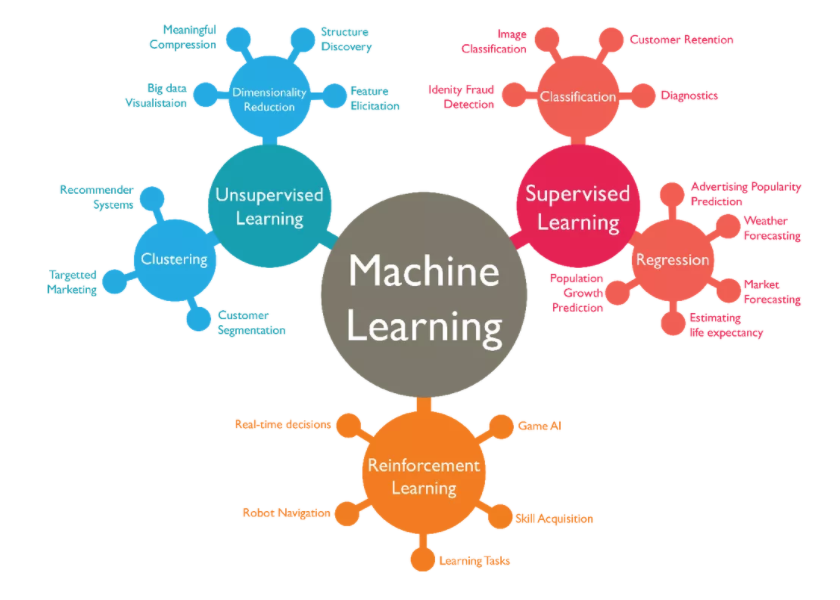 Meaningful
Compression
Structure
Discovery
Big data
Visualistaion
Dimensionality
Reduction
Feature
Elicitation
Unsupervised
Learning
Recommender
Systems
Clustering
Targetted
Marketing
Customer
Segmentation
Image
Classification
Customer Retention
Idenity Fraud
Detection
Classification
Diagnostics
Supervised
Learning
Advertising Popularity
Prediction
Weather
Forecasting
Regression
Population
Growth
Prediction
Market
Forecasting
Estimating
life expectancy
Machine
Learning
Real-time decisions
Game AI
Reinforcement
Learning
Robot Navigation
Skill Acquisition
Learning Tasks